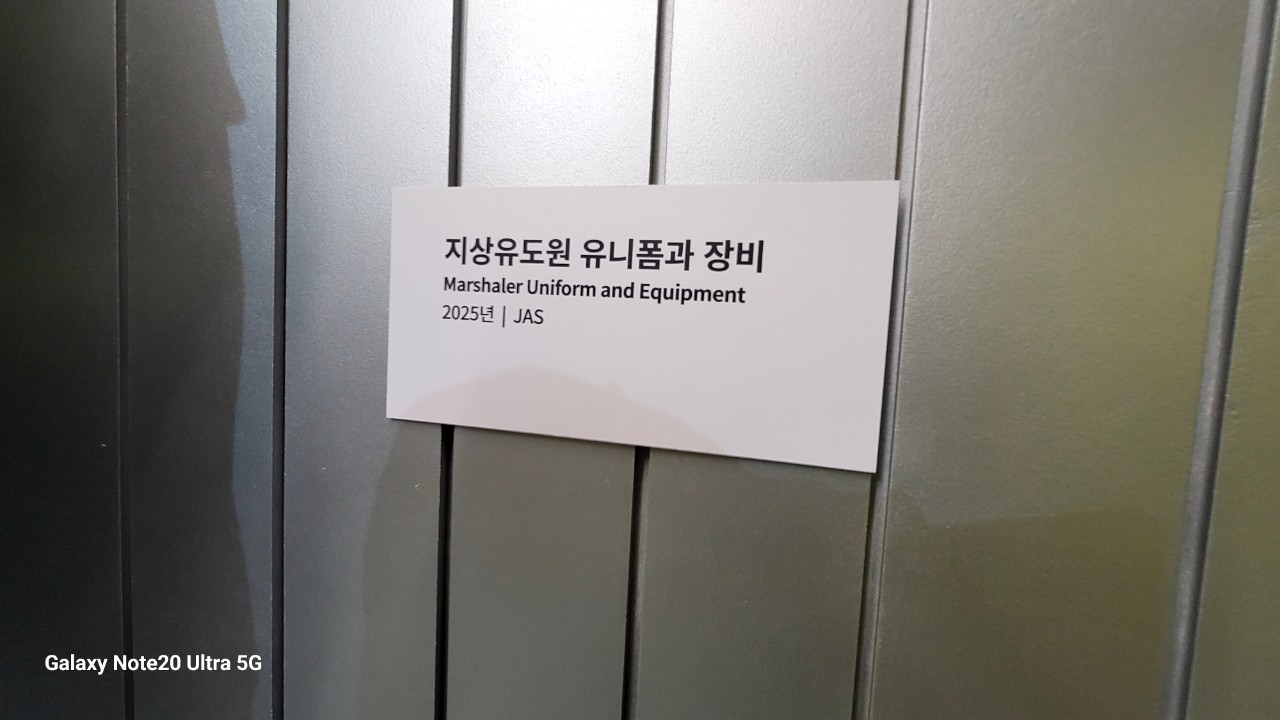 지상유도원 유니폼과 장비
Marshaler Uniform and Equipment
2025년 | JAS
Galaxy Note20 Ultra 5G